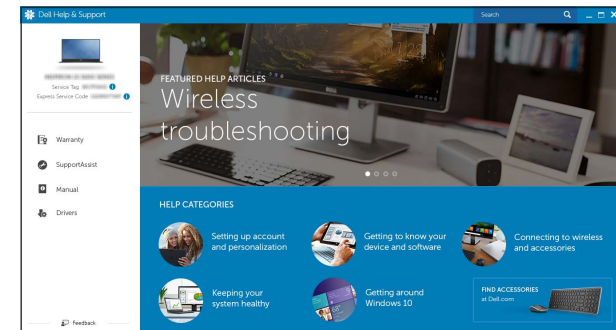 Dell Help & Support
Search
Service Tag
Express Service Code
Warranty
SupportAssist
Manual
Drivers
Feedback
FEATURED HELP ARTICLES
Wireless
troubleshooting
HELP CATEGORIES
Setting up account
and personalization
Getting to know your
device and software
Connecting to wireless
and accessories
Keeping your
system healthy
Getting around
Windows 10
FIND ACCESSORIES
at Dell.com